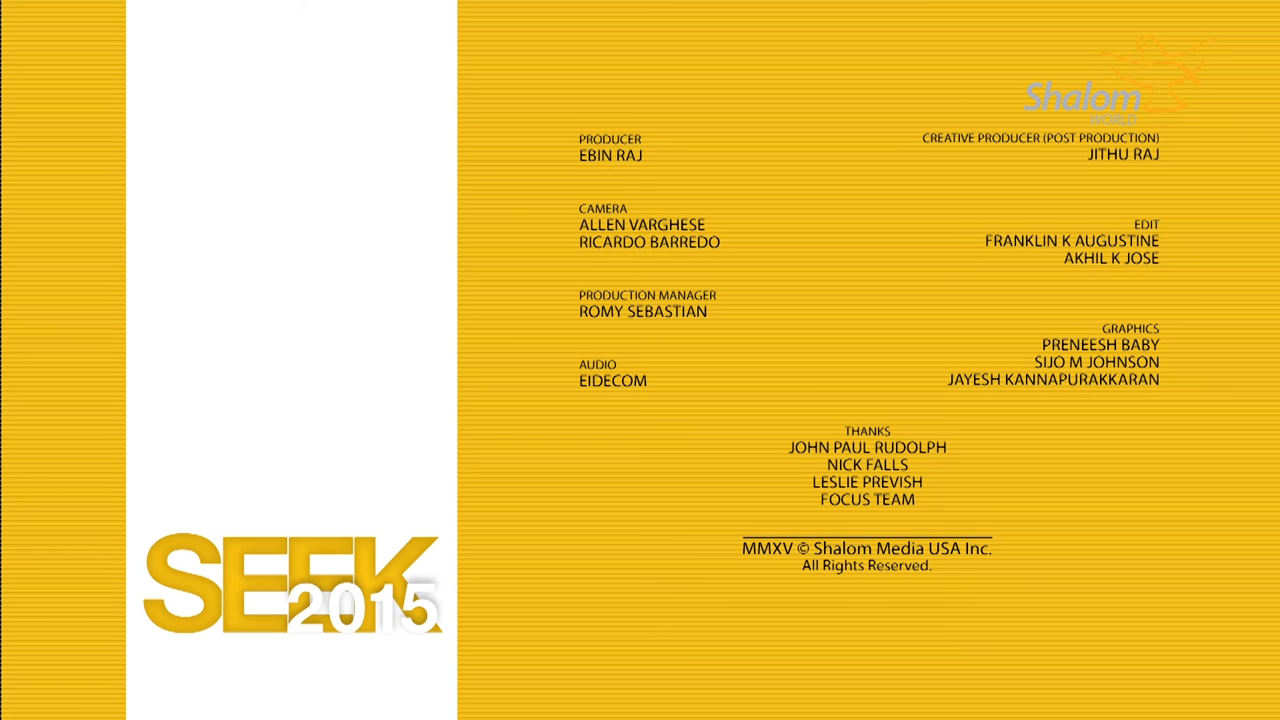 Shalom
WORLD
PRODUCER
EBIN RAJ
CREATIVE PRODUCER (POST PRODUCTION)
JITHU RAJ
CAMERA
ALLEN VARGHESE
RICARDO BARREDO
EDIT
FRANKLIN K AUGUSTINE
AKHIL K JOSE
PRODUCTION MANAGER
ROMY SEBASTIAN
GRAPHICS
PRENEESH BABY
SIJO M JOHNSON
JAYESH KANNAPURAKKARAN
AUDIO
EIDECOM
THANKS
JOHN PAUL RUDOLPH
NICK FALLS
LESLIE PREVISH
FOCUS TEAM
MMXV © Shalom Media USA Inc.
All Rights Reserved.
SEEK
2015